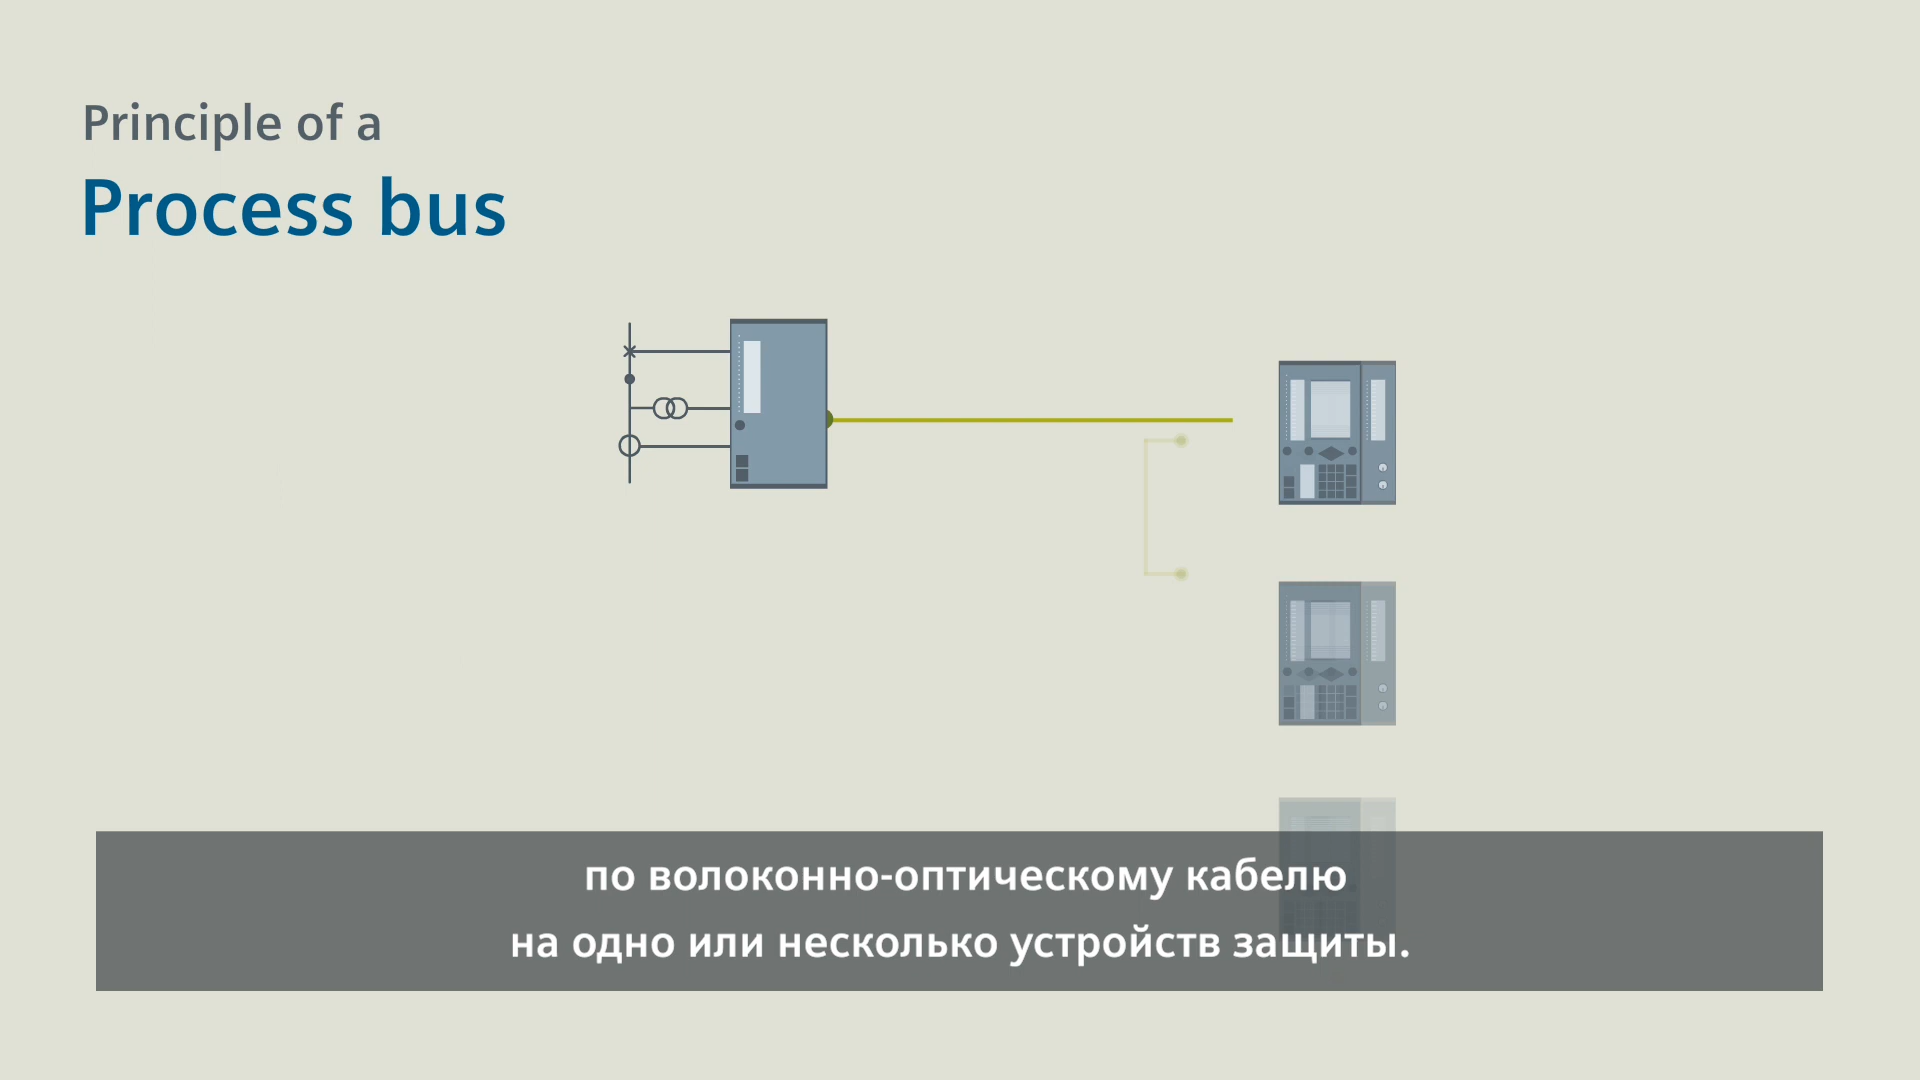 Principle of a
Process bus
по волоконно-оптическому кабелю
на одно или несколько устройств защиты.